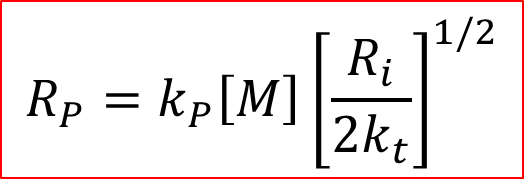 R_P = k_P[M] [R_i / 2k_t]^{1/2}